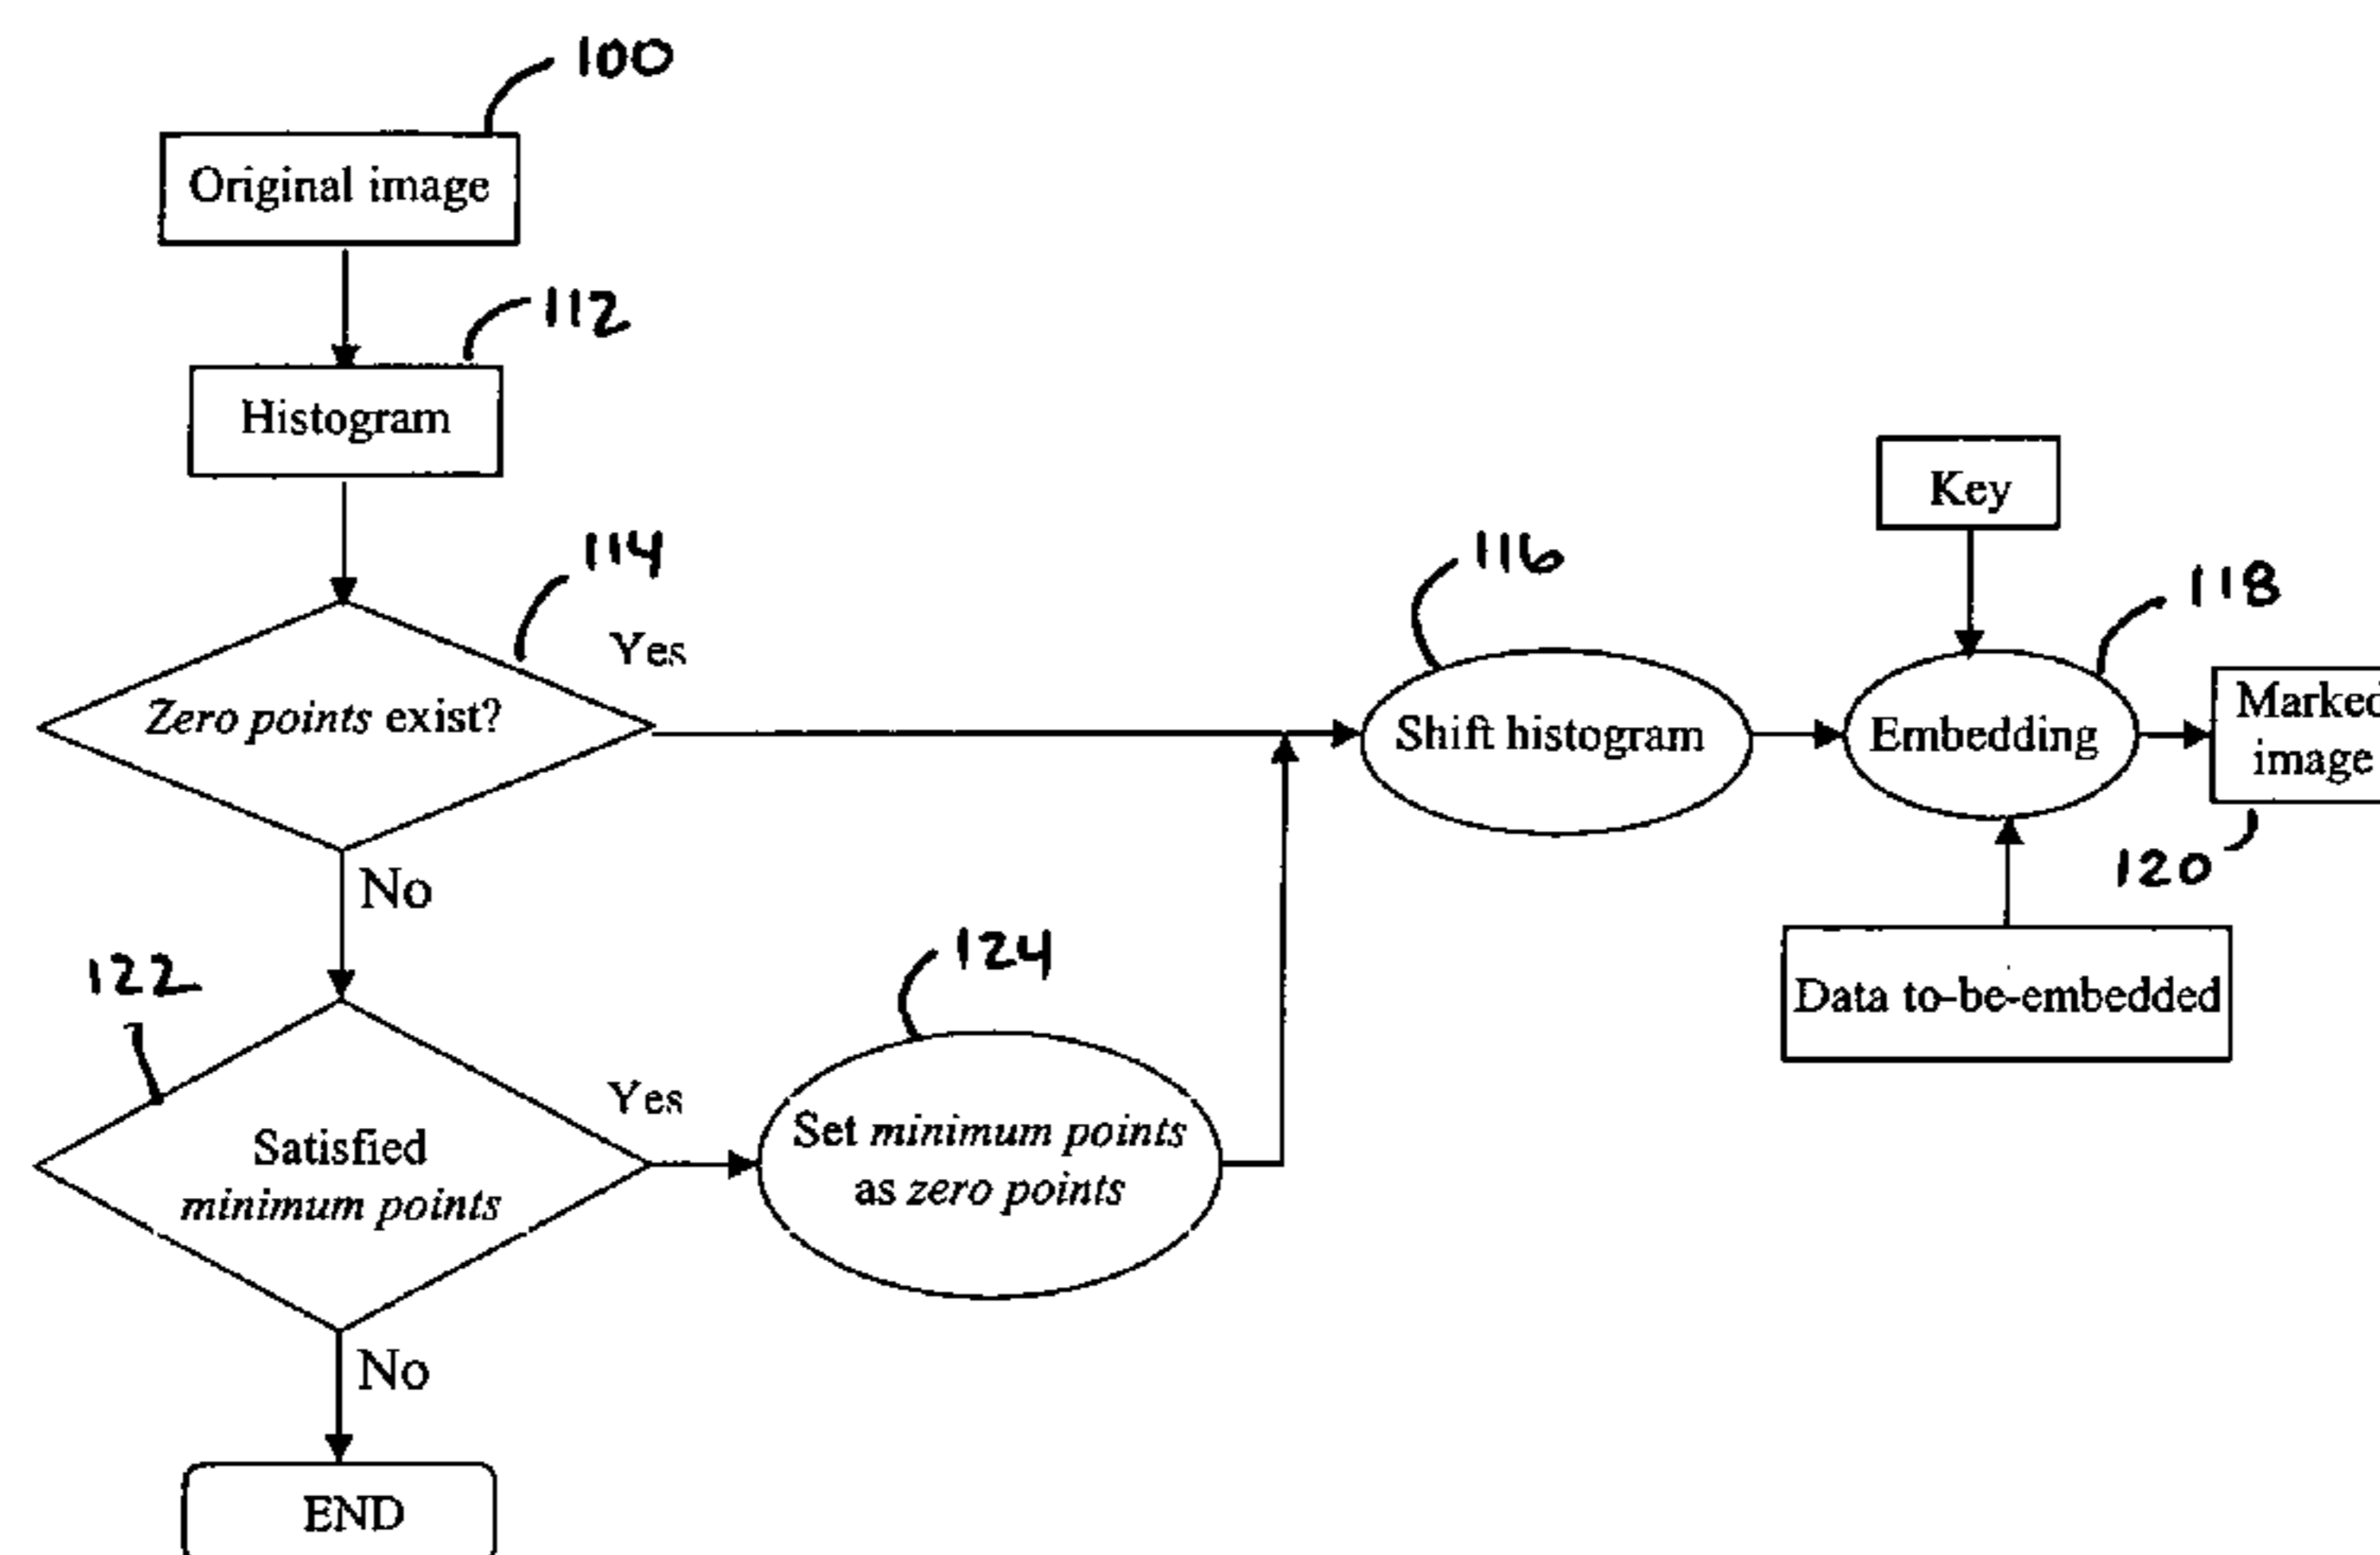 100
Original image
112
Histogram
114
Yes
Zero points exist?
No
116
Shift histogram
Key
118
Embedding
Marked
image
120
Data to-be-embedded
122
Satisfied
minimum points
Yes
124
Set minimum points
as zero points
No
END